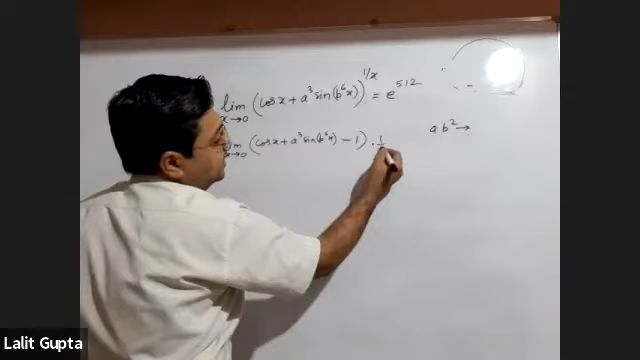 lim x→0 (cos x + a³ sin(b⁶x))^1/x = e^512
lim x→0 (cos x + a³ sin(b⁶x) − 1) · 1/
ab² →
Lalit Gupta